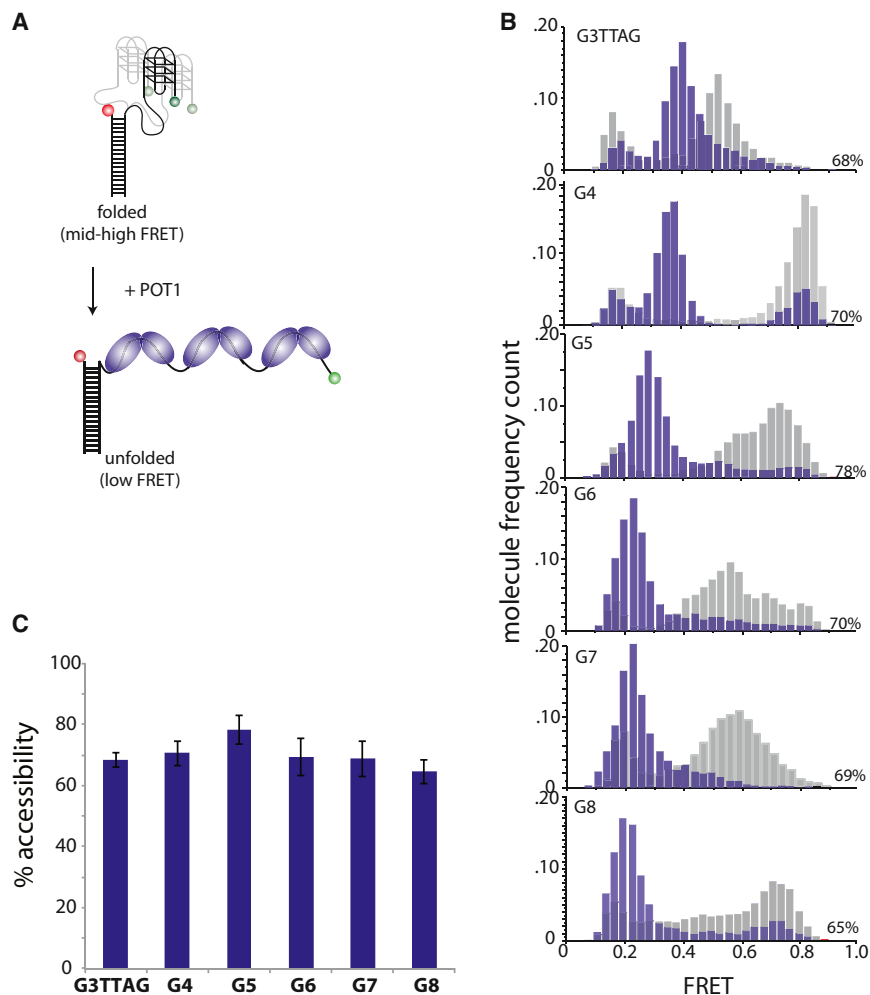 A
folded
(mid-high FRET)
+ POT1
unfolded
(low FRET)
B
molecule frequency count
G3TTAG
.20
.10
0
68%
G4
.20
.10
0
70%
G5
.20
.10
0
78%
G6
.20
.10
0
70%
G7
.20
.10
0
69%
G8
.20
.10
0
65%
0
0.2
0.4
0.6
0.8
1.0
FRET
C
% accessibility
100
80
60
40
20
0
G3TTAG G4 G5 G6 G7 G8